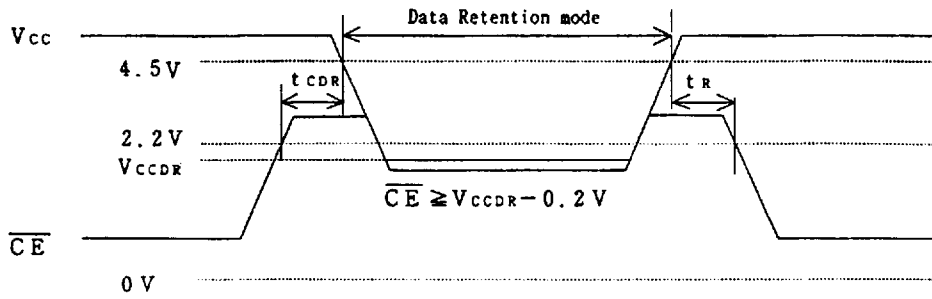 Data Retention mode
Vcc
4.5V
tCDR
tR
2.2V
VCCDR
CE ≧ VCCDR-0.2V
CE
0V